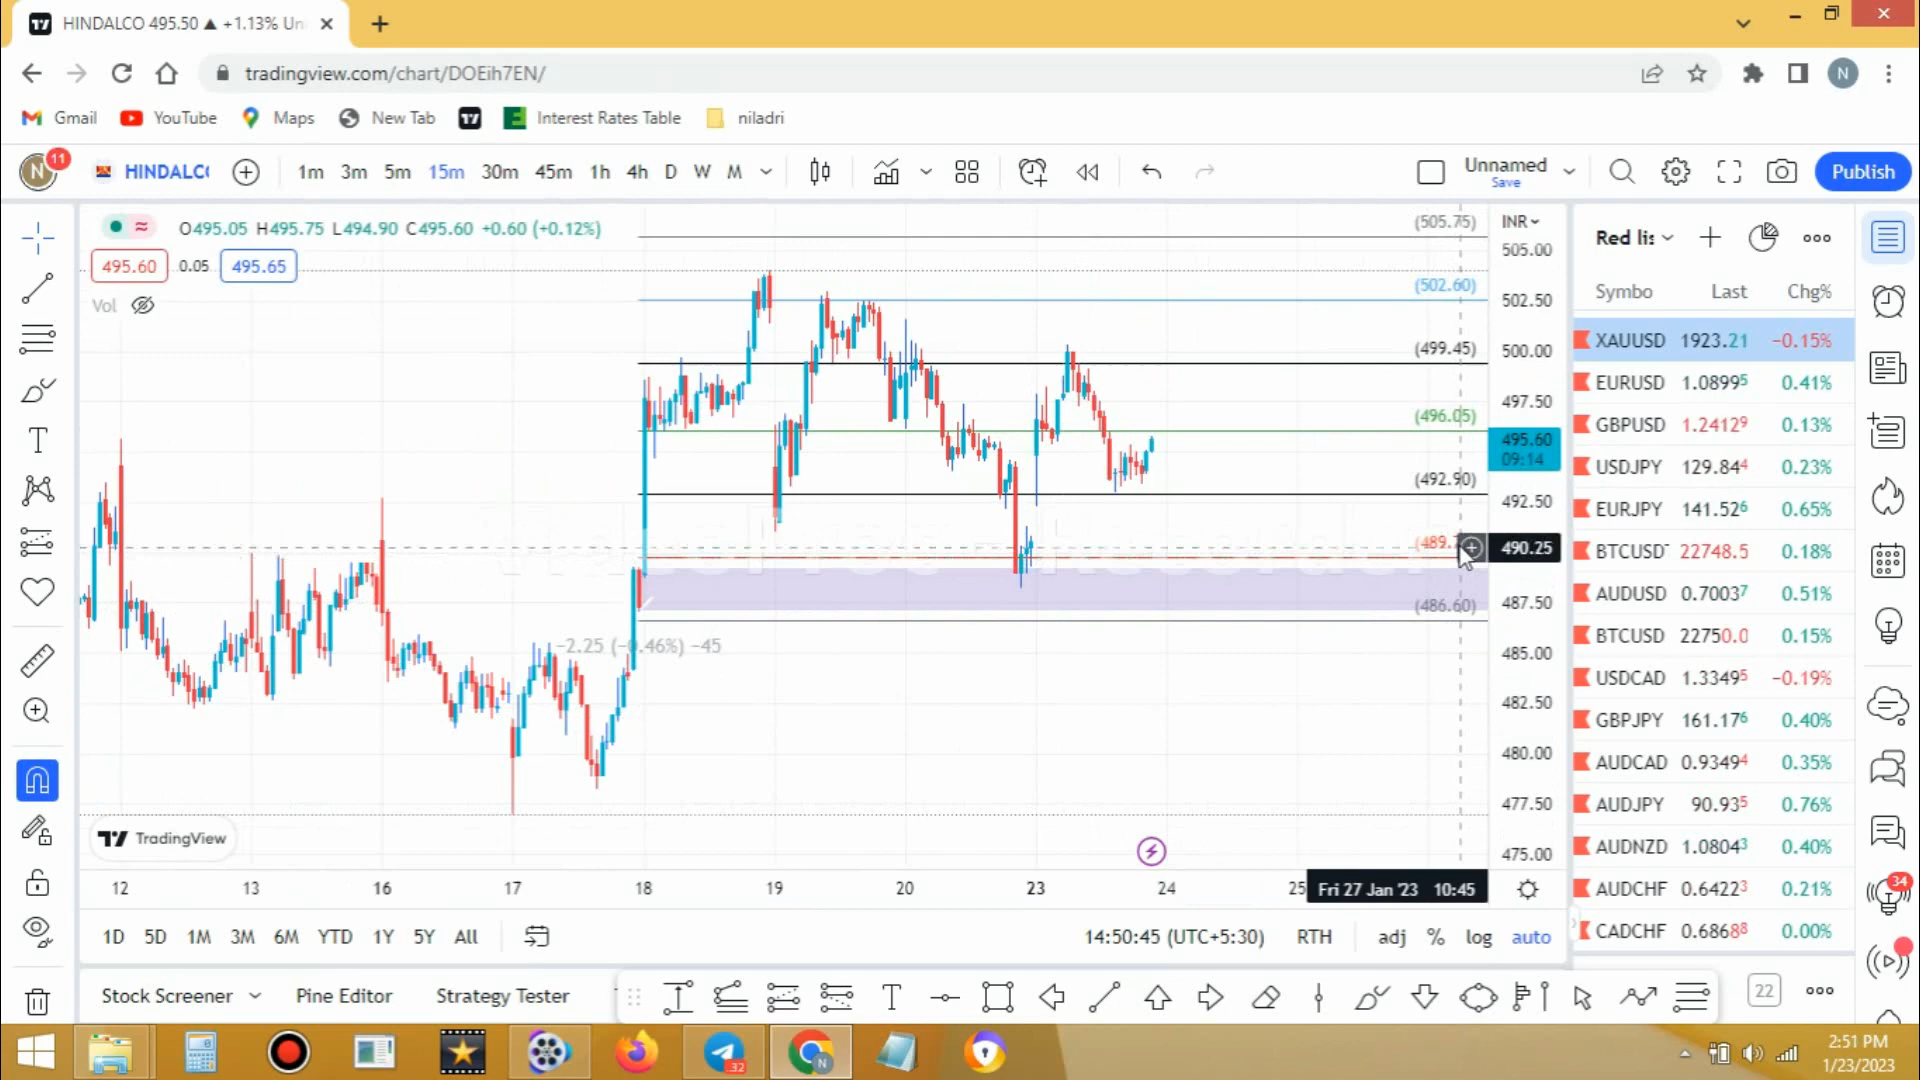 HINDALCO 495.50 ▲ +1.13% Un
tradingview.com/chart/DOEih7EN/
Gmail YouTube Maps New Tab Interest Rates Table niladri
N 11 HINDALC 1m 3m 5m 15m 30m 45m 1h 4h D W M Unnamed Save Publish
O495.05 H495.75 L494.90 C495.60 +0.60 (+0.12%)
495.60 0.05 495.65
Vol
(505.75)
(502.60)
(499.45)
(496.05)
(492.90)
(489.
(486.60)
−2.25 (−0.46%) −45
TradingView
INR
505.00
502.50
500.00
497.50
495.60
09:14
492.50
490.25
487.50
485.00
482.50
480.00
477.50
475.00
12 13 16 17 18 19 20 23 24 25 Fri 27 Jan '23 10:45
1D 5D 1M 3M 6M YTD 1Y 5Y All 14:50:45 (UTC+5:30) RTH adj % log auto
Stock Screener Pine Editor Strategy Tester
Red lis
Symbo Last Chg%
XAUUSD 1923.21 −0.15%
EURUSD 1.08995 0.41%
GBPUSD 1.24129 0.13%
USDJPY 129.844 0.23%
EURJPY 141.526 0.65%
BTCUSDT 22748.5 0.18%
AUDUSD 0.70037 0.51%
BTCUSD 22750.0 0.15%
USDCAD 1.33495 −0.19%
GBPJPY 161.176 0.40%
AUDCAD 0.93494 0.35%
AUDJPY 90.935 0.76%
AUDNZD 1.08043 0.40%
AUDCHF 0.64223 0.21%
CADCHF 0.68688 0.00%
34
22
32
2:51 PM
1/23/2023